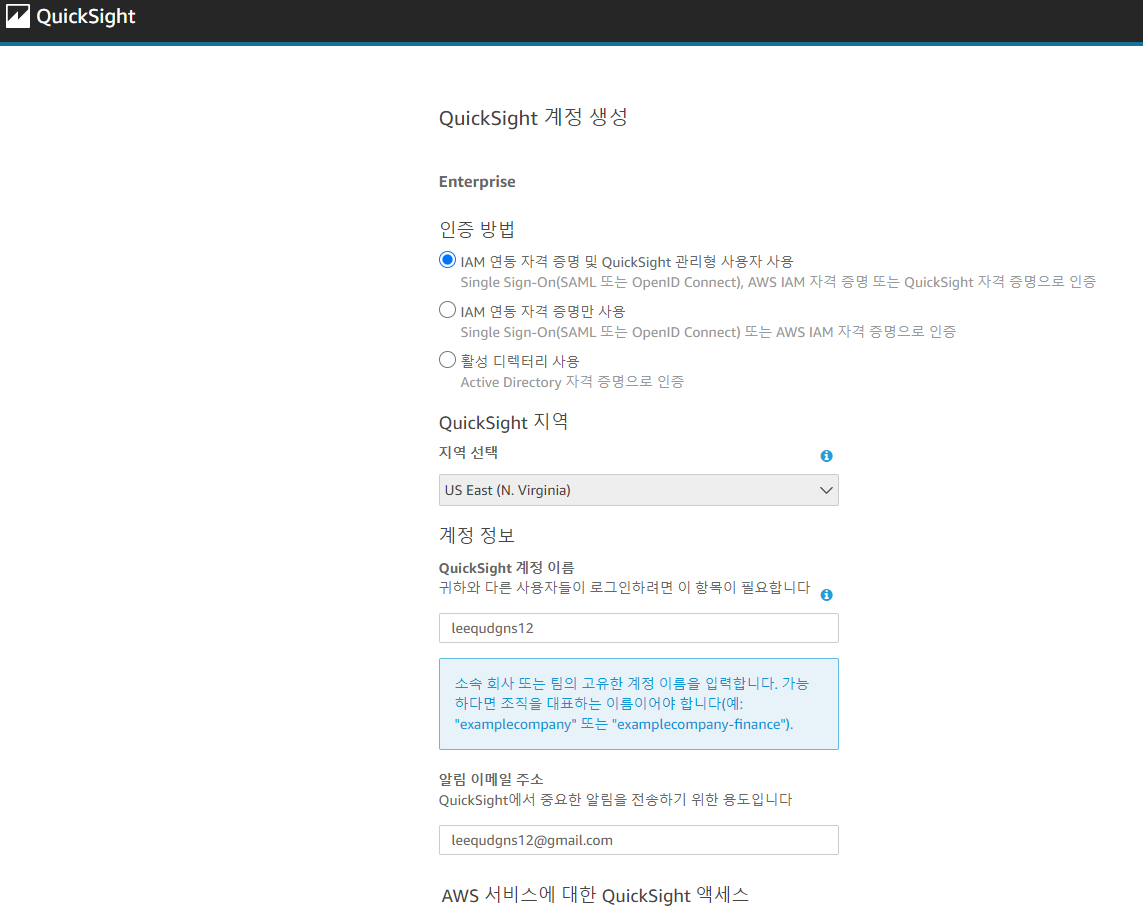 QuickSight
QuickSight 계정 생성
Enterprise
인증 방법
IAM 연동 자격 증명 및 QuickSight 관리형 사용자 사용
Single Sign-On(SAML 또는 OpenID Connect), AWS IAM 자격 증명 또는 QuickSight 자격 증명으로 인증
IAM 연동 자격 증명만 사용
Single Sign-On(SAML 또는 OpenID Connect) 또는 AWS IAM 자격 증명으로 인증
활성 디렉터리 사용
Active Directory 자격 증명으로 인증
QuickSight 지역
지역 선택
US East (N. Virginia)
계정 정보
QuickSight 계정 이름
귀하와 다른 사용자들이 로그인하려면 이 항목이 필요합니다
leequdgns12
소속 회사 또는 팀의 고유한 계정 이름을 입력합니다. 가능
하다면 조직을 대표하는 이름이어야 합니다(예:
"examplecompany" 또는 "examplecompany-finance").
알림 이메일 주소
QuickSight에서 중요한 알림을 전송하기 위한 용도입니다
leequdgns12@gmail.com
AWS 서비스에 대한 QuickSight 액세스